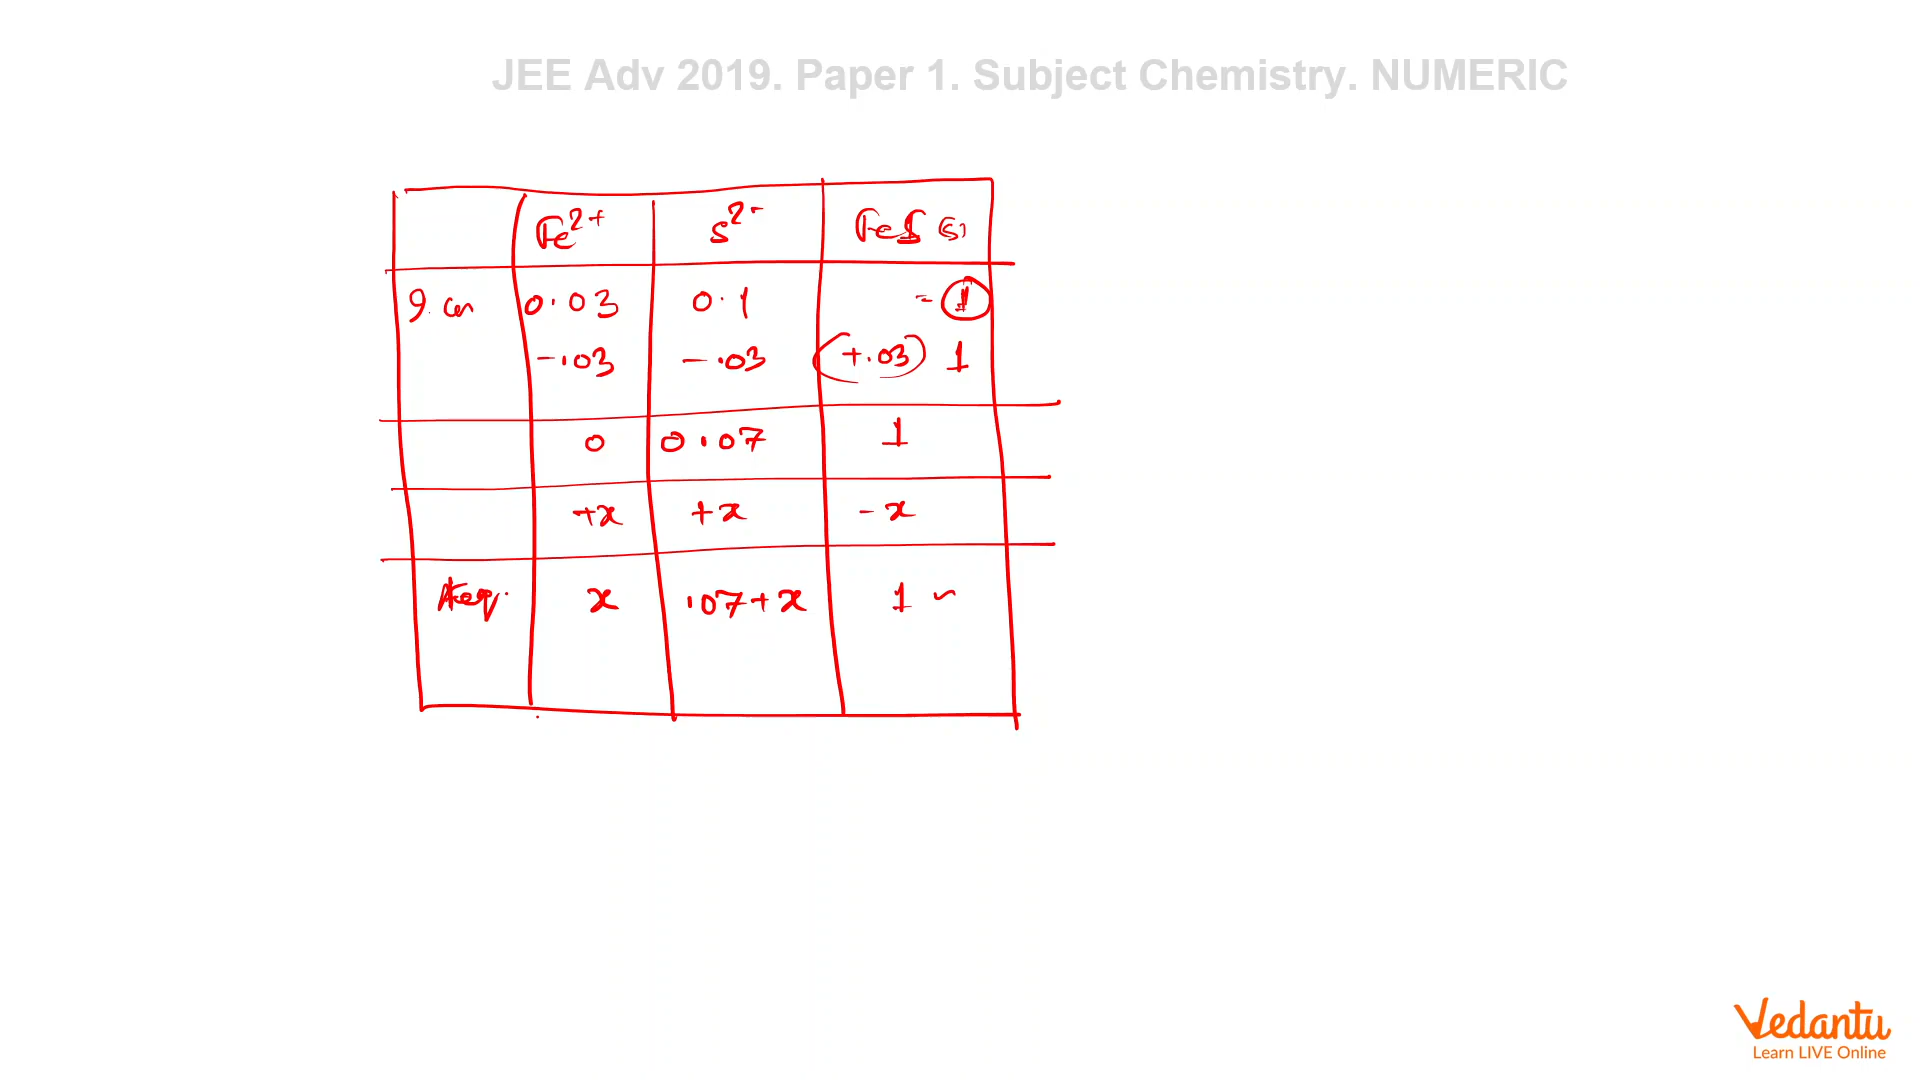 JEE Adv 2019. Paper 1. Subject Chemistry. NUMERIC
Fe²⁺ S²⁻ FeS (s)
0.03 0.1 - 1
-.03 -.03 (+.03) 1
0 0.07 1
+x +x -x
eq. x .07+x 1
Vedantu
Learn LIVE Online